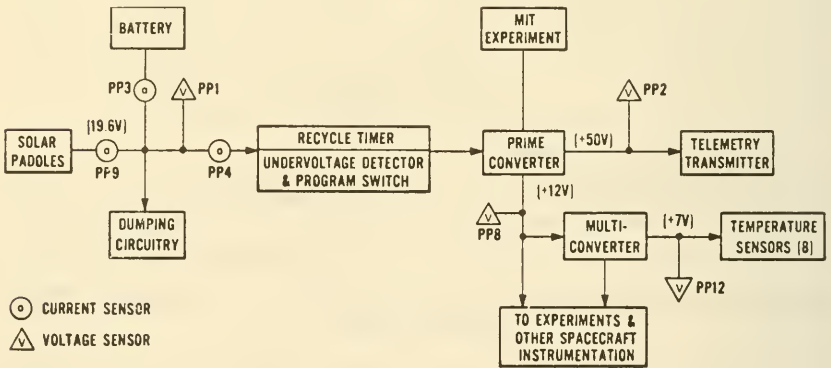 BATTERY
MIT
EXPERIMENT
PP3
a
V
PP1
V
PP2
(19.6V)
SOLAR
PADDLES
a
PP9
a
PP4
RECYCLE TIMER
UNDERVOLTAGE DETECTOR
& PROGRAM SWITCH
PRIME
CONVERTER
(+50V)
TELEMETRY
TRANSMITTER
(+12V)
DUMPING
CIRCUITRY
V
PP8
MULTI-
CONVERTER
(+7V)
TEMPERATURE
SENSORS (8)
V
PP12
a CURRENT SENSOR
V VOLTAGE SENSOR
TO EXPERIMENTS &
OTHER SPACECRAFT
INSTRUMENTATION